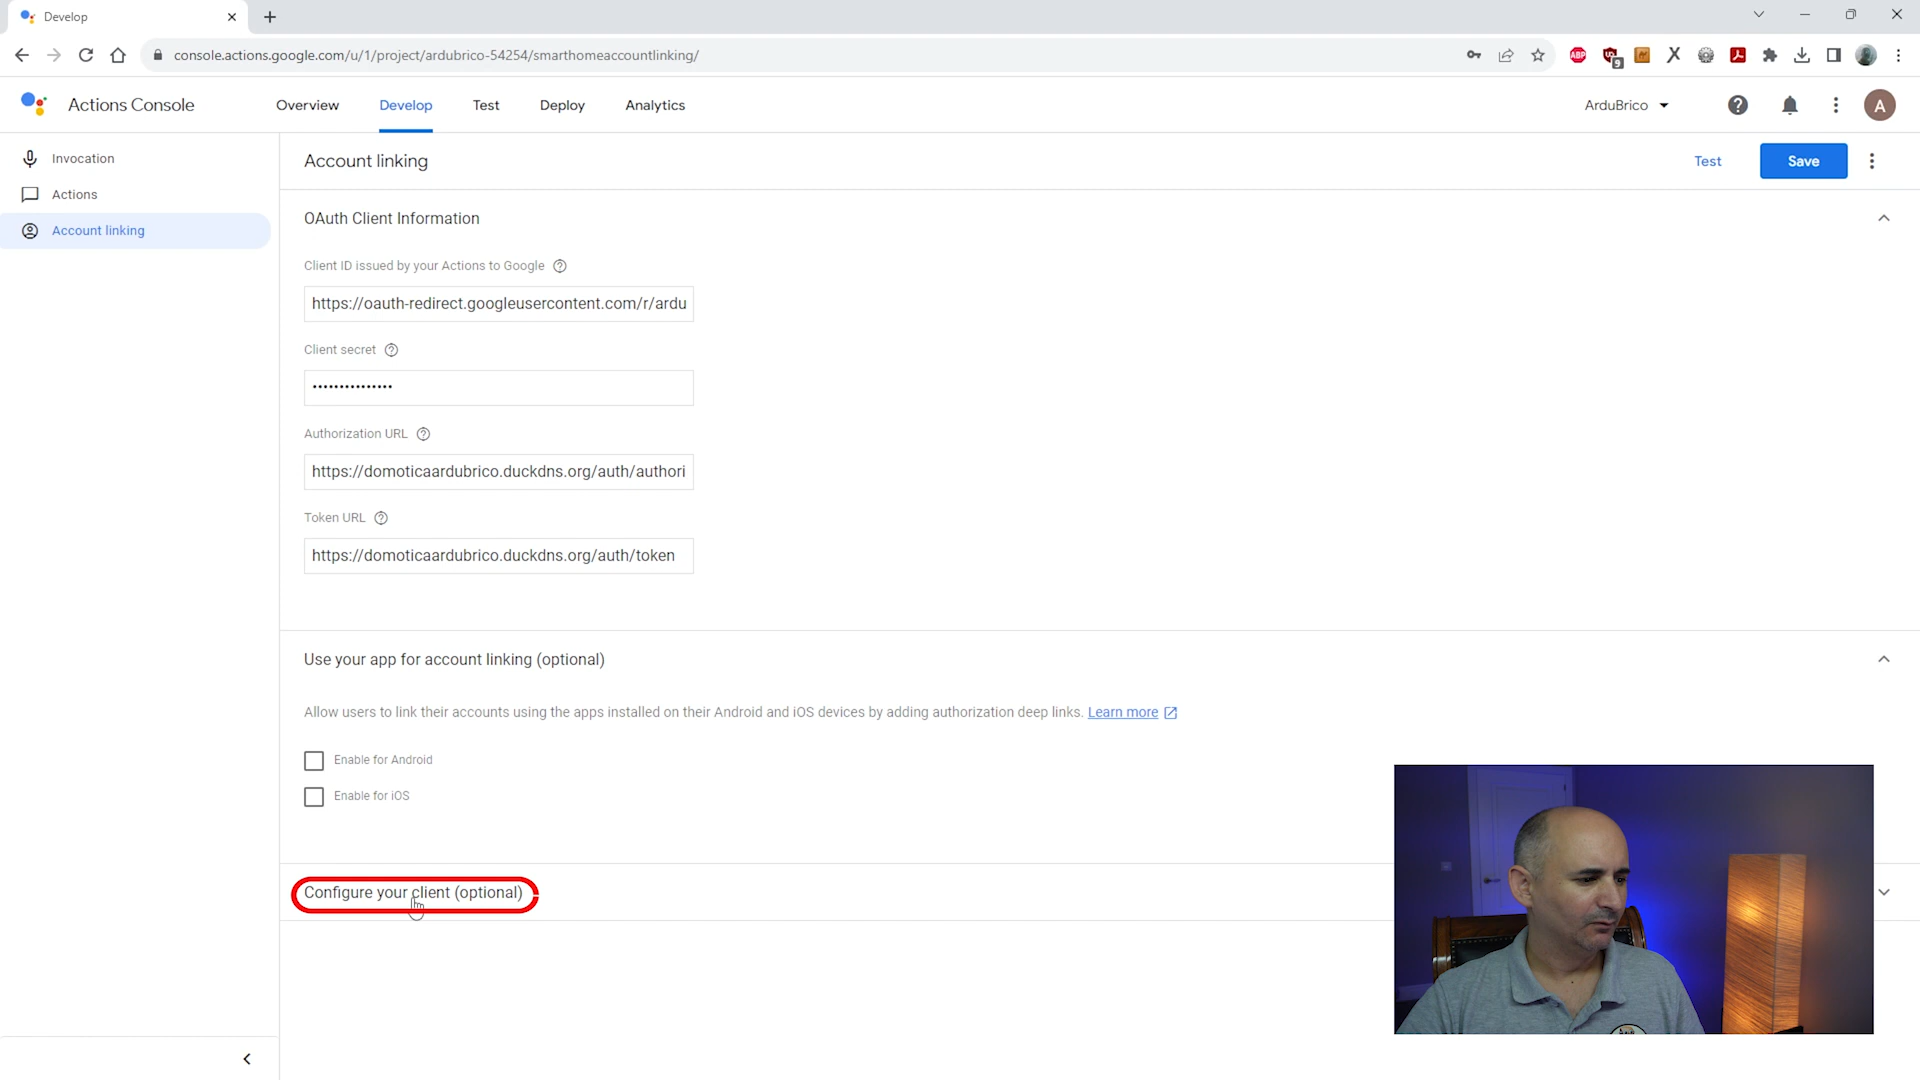 Develop
console.actions.google.com/u/1/project/ardubrico-54254/smarthomeaccountlinking/
ABP
9
Actions Console
Overview
Develop
Test
Deploy
Analytics
ArduBrico
A
Invocation
Actions
Account linking
Account linking
Test
Save
OAuth Client Information
Client ID issued by your Actions to Google
https://oauth-redirect.googleusercontent.com/r/ardu
Client secret
•••••••••••••••
Authorization URL
https://domoticaardubrico.duckdns.org/auth/authori
Token URL
https://domoticaardubrico.duckdns.org/auth/token
Use your app for account linking (optional)
Allow users to link their accounts using the apps installed on their Android and iOS devices by adding authorization deep links. Learn more
Enable for Android
Enable for iOS
Configure your client (optional)